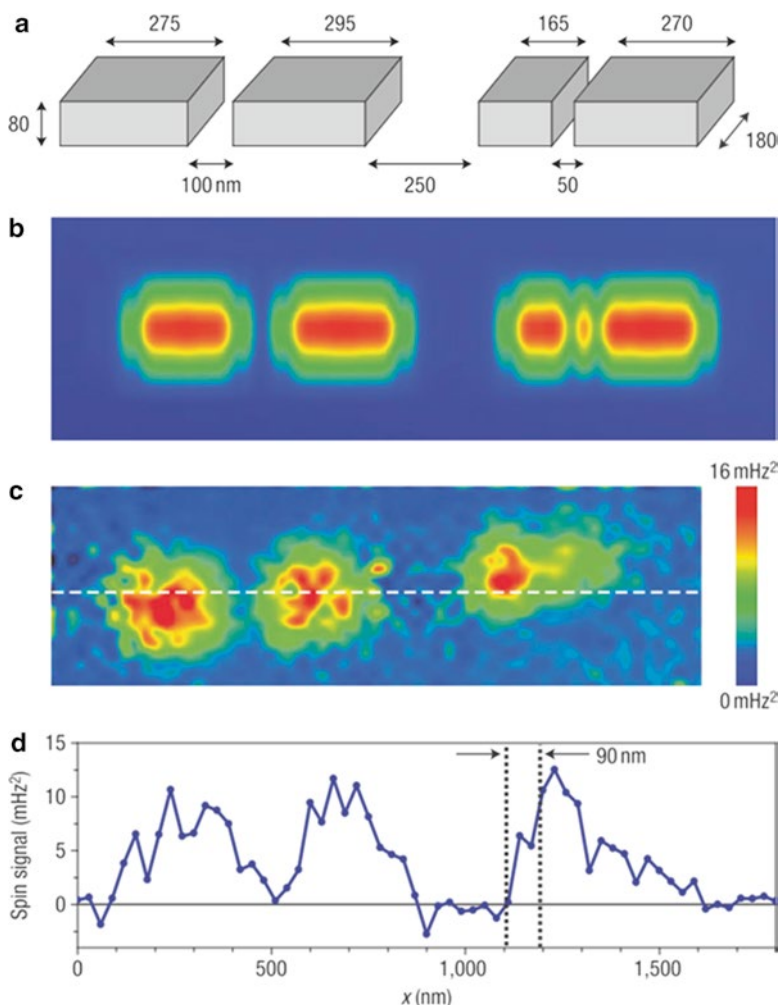 a
275 295 165 270
80
180
100 nm 250 50
b
c
16 mHz²
0 mHz²
d
15
90 nm
10
5
0
Spin signal (mHz²)
0 500 1,000 1,500
x (nm)